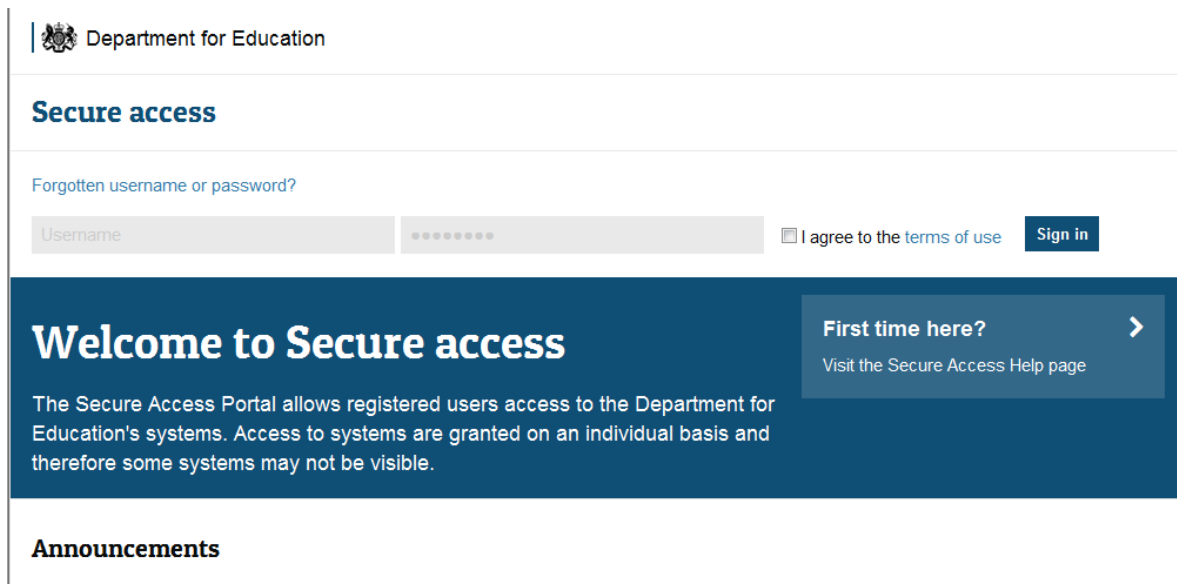 Department for Education
Secure access
Forgotten username or password?
Username
●●●●●●●●
I agree to the terms of use
Sign in
Welcome to Secure access
The Secure Access Portal allows registered users access to the Department for
Education's systems. Access to systems are granted on an individual basis and
therefore some systems may not be visible.
First time here?
Visit the Secure Access Help page
Announcements